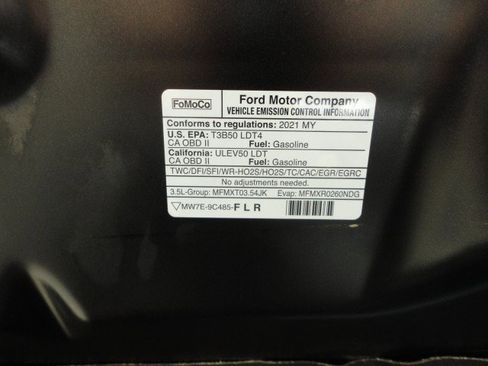 FoMoCo
Ford Motor Company
VEHICLE EMISSION CONTROL INFORMATION
Conforms to regulations: 2021 MY
U.S. EPA: T3B50 LDT4
CA OBD II Fuel: Gasoline
California: ULEV50 LDT
CA OBD II Fuel: Gasoline
TWC/DFI/SFI/WR-HO2S/HO2S/TC/CAC/EGR/EGRC
No adjustments needed.
3.5L-Group: MFMXT03.54JK Evap: MFMXR0260NDG
MW7E-9C485-FLR